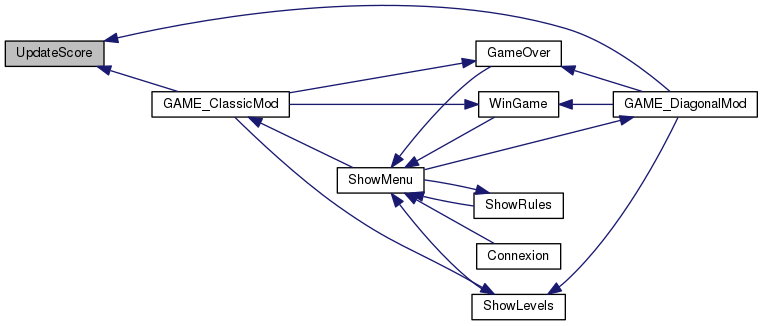 UpdateScore
GameOver
GAME_ClassicMod
WinGame
GAME_DiagonalMod
ShowMenu
ShowRules
Connexion
ShowLevels